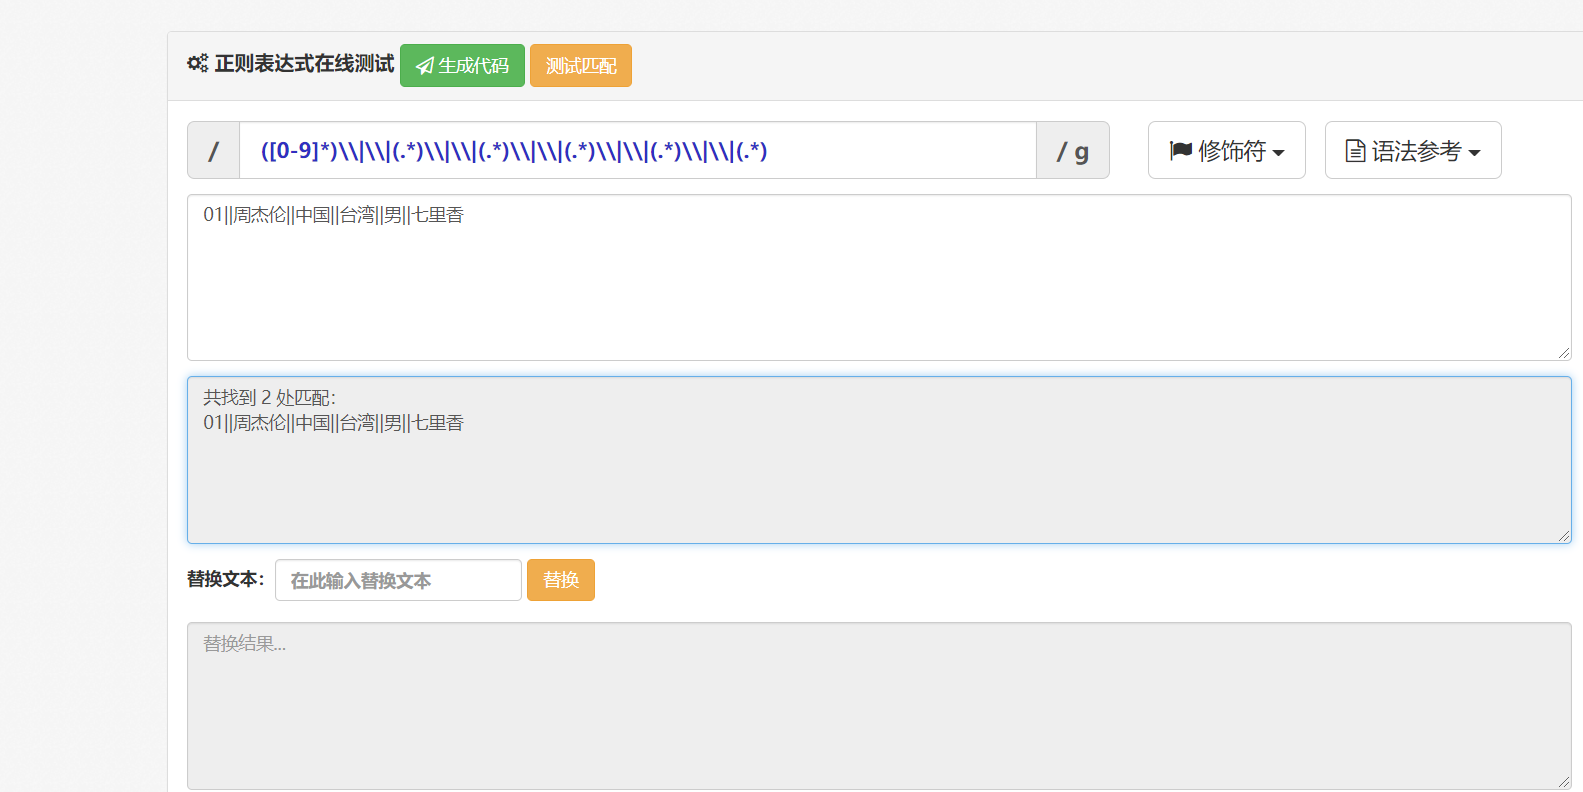 正则表达式在线测试 生成代码 测试匹配
/ ([0-9]*)\\|\\|(.*)\\|\\|(.*)\\|\\|(.*)\\|\\|(.*)\\|\\|(.*) / g 修饰符 语法参考
01||周杰伦||中国||台湾||男||七里香
共找到 2 处匹配：
01||周杰伦||中国||台湾||男||七里香
替换文本： 在此输入替换文本 替换
替换结果...